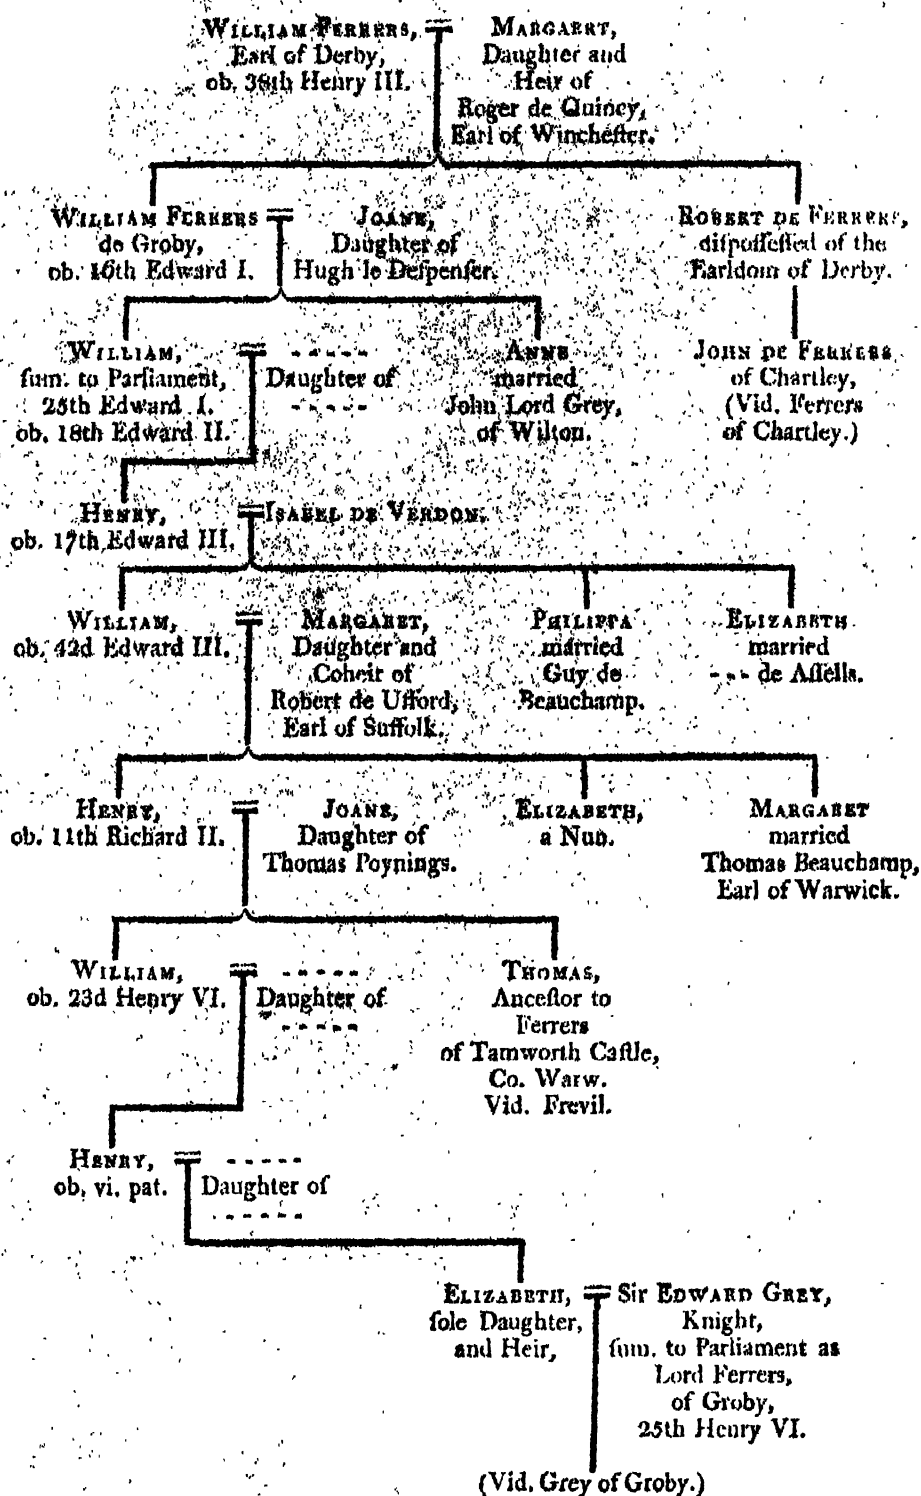 WILLIAM FERRERS,
Earl of Derby,
ob. 38th Henry III.
MARGARET,
Daughter and
Heir of
Roger de Quincy,
Earl of Wincheſter.
WILLIAM FERRERS
de Groby,
ob. 16th Edward I.
JOANE,
Daughter of
Hugh le Deſpenſer.
ROBERT DE FERRERS,
diſpoſſeſſed of the
Earldom of Derby.
WILLIAM,
ſum. to Parliament,
25th Edward I.
ob. 18th Edward II.
- - - - -
Daughter of
- - - - -
ANNE
married
John Lord Grey,
of Wilton.
JOHN DE FERRERS
of Chartley,
(Vid. Ferrers
of Chartley.)
HENRY,
ob. 17th Edward III.
ISABEL DE VERDON.
WILLIAM,
ob. 42d Edward III.
MARGARET,
Daughter and
Coheir of
Robert de Ufford,
Earl of Suffolk.
PHILIPPA
married
Guy de
Beauchamp.
ELIZABETH
married
- - - de Aſſells.
HENRY,
ob. 11th Richard II.
JOANE,
Daughter of
Thomas Poynings.
ELIZABETH,
a Nun.
MARGARET
married
Thomas Beauchamp,
Earl of Warwick.
WILLIAM,
ob. 23d Henry VI.
- - - - -
Daughter of
- - - - -
THOMAS,
Anceſtor to
Ferrers
of Tamworth Caſtle,
Co. Warw.
Vid. Frevil.
HENRY,
ob. vi. pat.
- - - - -
Daughter of
- - - - - -
ELIZABETH,
ſole Daughter,
and Heir,
Sir EDWARD GREY,
Knight,
ſum. to Parliament as
Lord Ferrers,
of Groby,
25th Henry VI.
(Vid. Grey of Groby.)